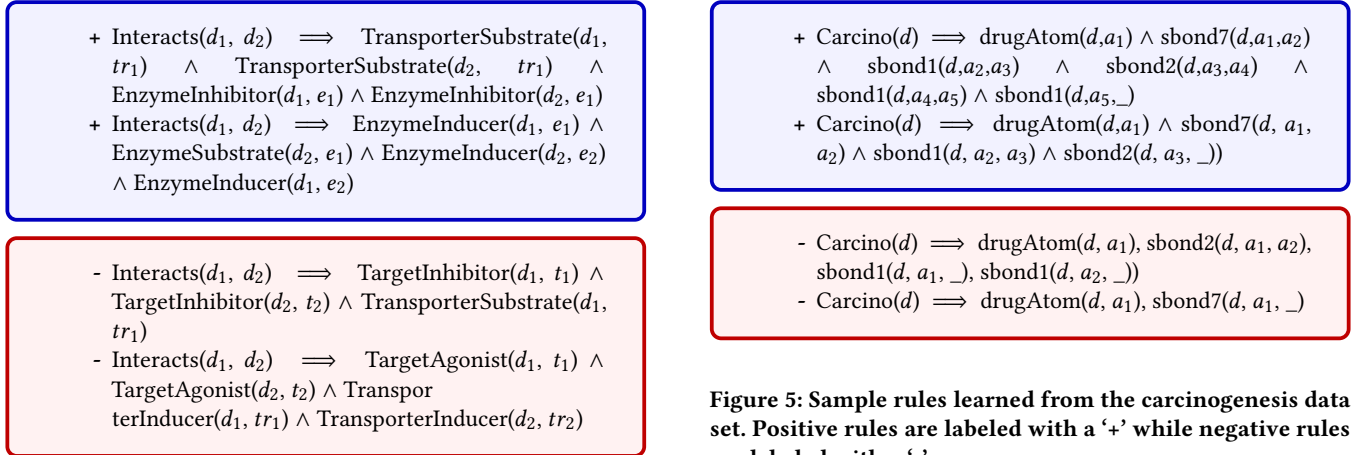 + Interacts(d1, d2) ⟹ TransporterSubstrate(d1,
tr1) ∧ TransporterSubstrate(d2, tr1) ∧
EnzymeInhibitor(d1, e1) ∧ EnzymeInhibitor(d2, e1)
+ Interacts(d1, d2) ⟹ EnzymeInducer(d1, e1) ∧
EnzymeSubstrate(d2, e1) ∧ EnzymeInducer(d2, e2)
∧ EnzymeInducer(d1, e2)
- Interacts(d1, d2) ⟹ TargetInhibitor(d1, t1) ∧
TargetInhibitor(d2, t2) ∧ TransporterSubstrate(d1,
tr1)
- Interacts(d1, d2) ⟹ TargetAgonist(d1, t1) ∧
TargetAgonist(d2, t2) ∧ Transpor
terInducer(d1, tr1) ∧ TransporterInducer(d2, tr2)
+ Carcino(d) ⟹ drugAtom(d,a1) ∧ sbond7(d,a1,a2)
∧ sbond1(d,a2,a3) ∧ sbond2(d,a3,a4) ∧
sbond1(d,a4,a5) ∧ sbond1(d,a5,_)
+ Carcino(d) ⟹ drugAtom(d,a1) ∧ sbond7(d, a1,
a2) ∧ sbond1(d, a2, a3) ∧ sbond2(d, a3, _))
- Carcino(d) ⟹ drugAtom(d, a1), sbond2(d, a1, a2),
sbond1(d, a1, _), sbond1(d, a2, _))
- Carcino(d) ⟹ drugAtom(d, a1), sbond7(d, a1, _)
Figure 5: Sample rules learned from the carcinogenesis data
set. Positive rules are labeled with a ‘+’ while negative rules